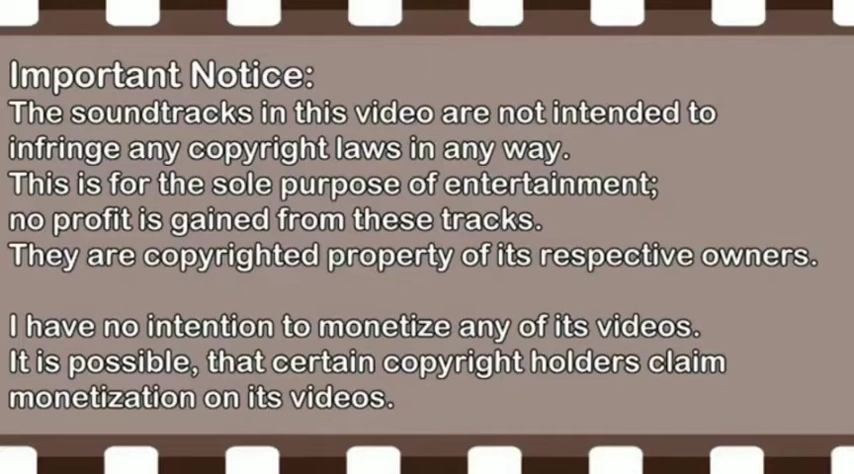 Important Notice:
The soundtracks in this video are not intended to
infringe any copyright laws in any way.
This is for the sole purpose of entertainment;
no profit is gained from these tracks.
They are copyrighted property of its respective owners.
I have no intention to monetize any of its videos.
It is possible, that certain copyright holders claim
monetization on its videos.